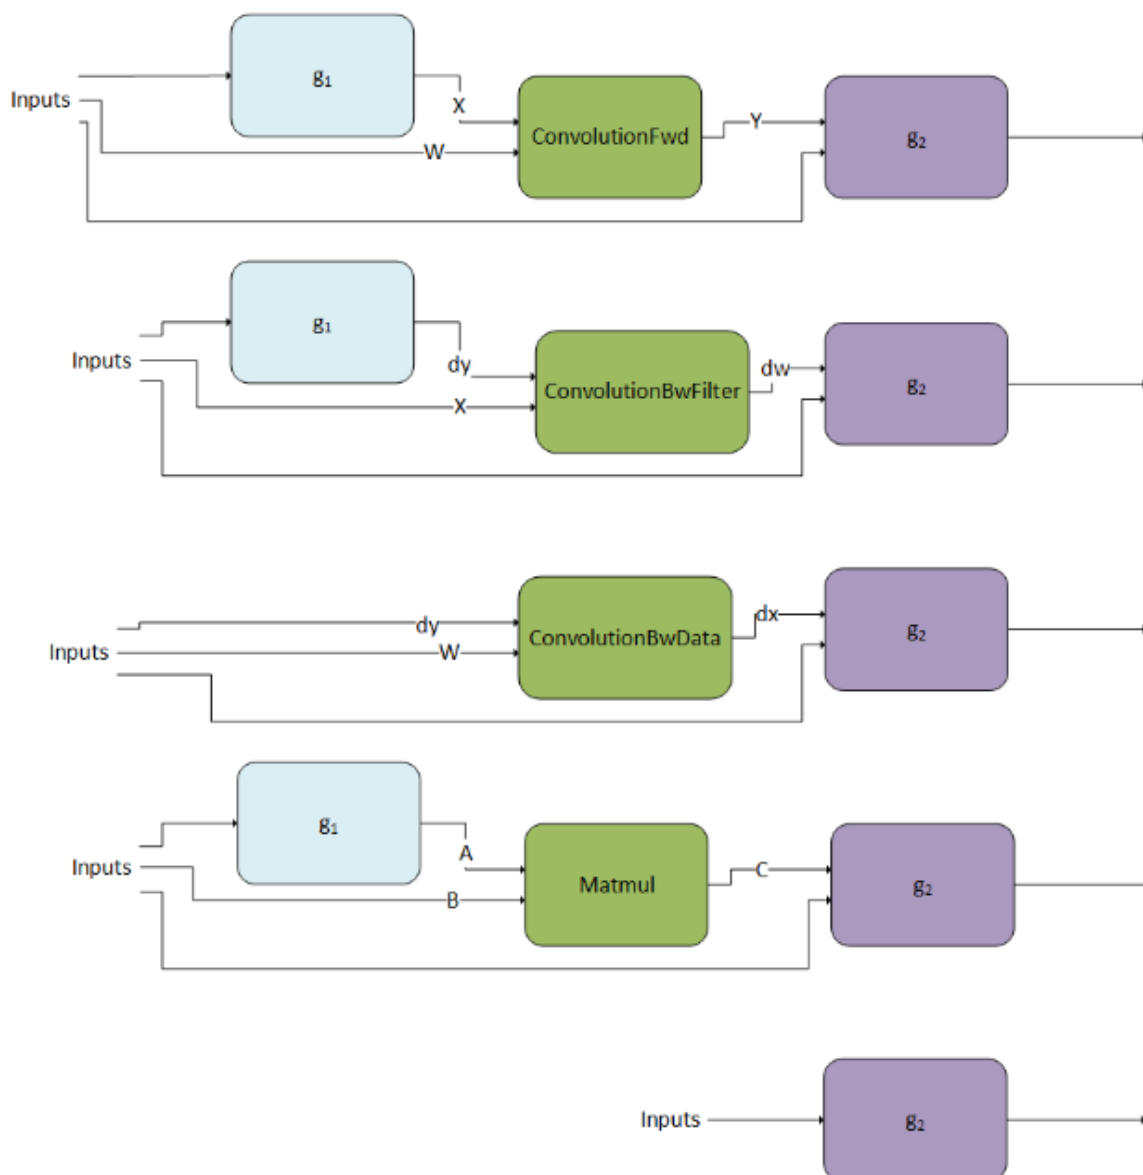 g₁
X
Inputs
ConvolutionFwd
Y
g₂
W
g₁
dy
Inputs
ConvolutionBwFilter
dw
g₂
X
dy
dx
Inputs
W
ConvolutionBwData
g₂
g₁
A
Inputs
Matmul
C
g₂
B
Inputs
g₂